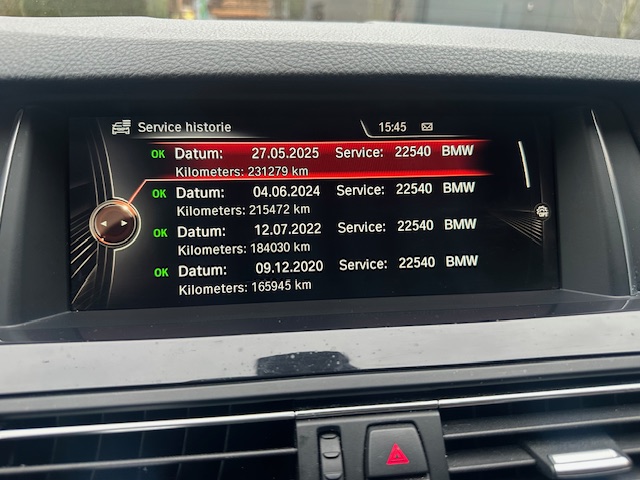 Service historie 15:45
OK Datum: 27.05.2025 Service: 22540 BMW
Kilometers: 231279 km
OK Datum: 04.06.2024 Service: 22540 BMW
Kilometers: 215472 km
OK Datum: 12.07.2022 Service: 22540 BMW
Kilometers: 184030 km
OK Datum: 09.12.2020 Service: 22540 BMW
Kilometers: 165945 km